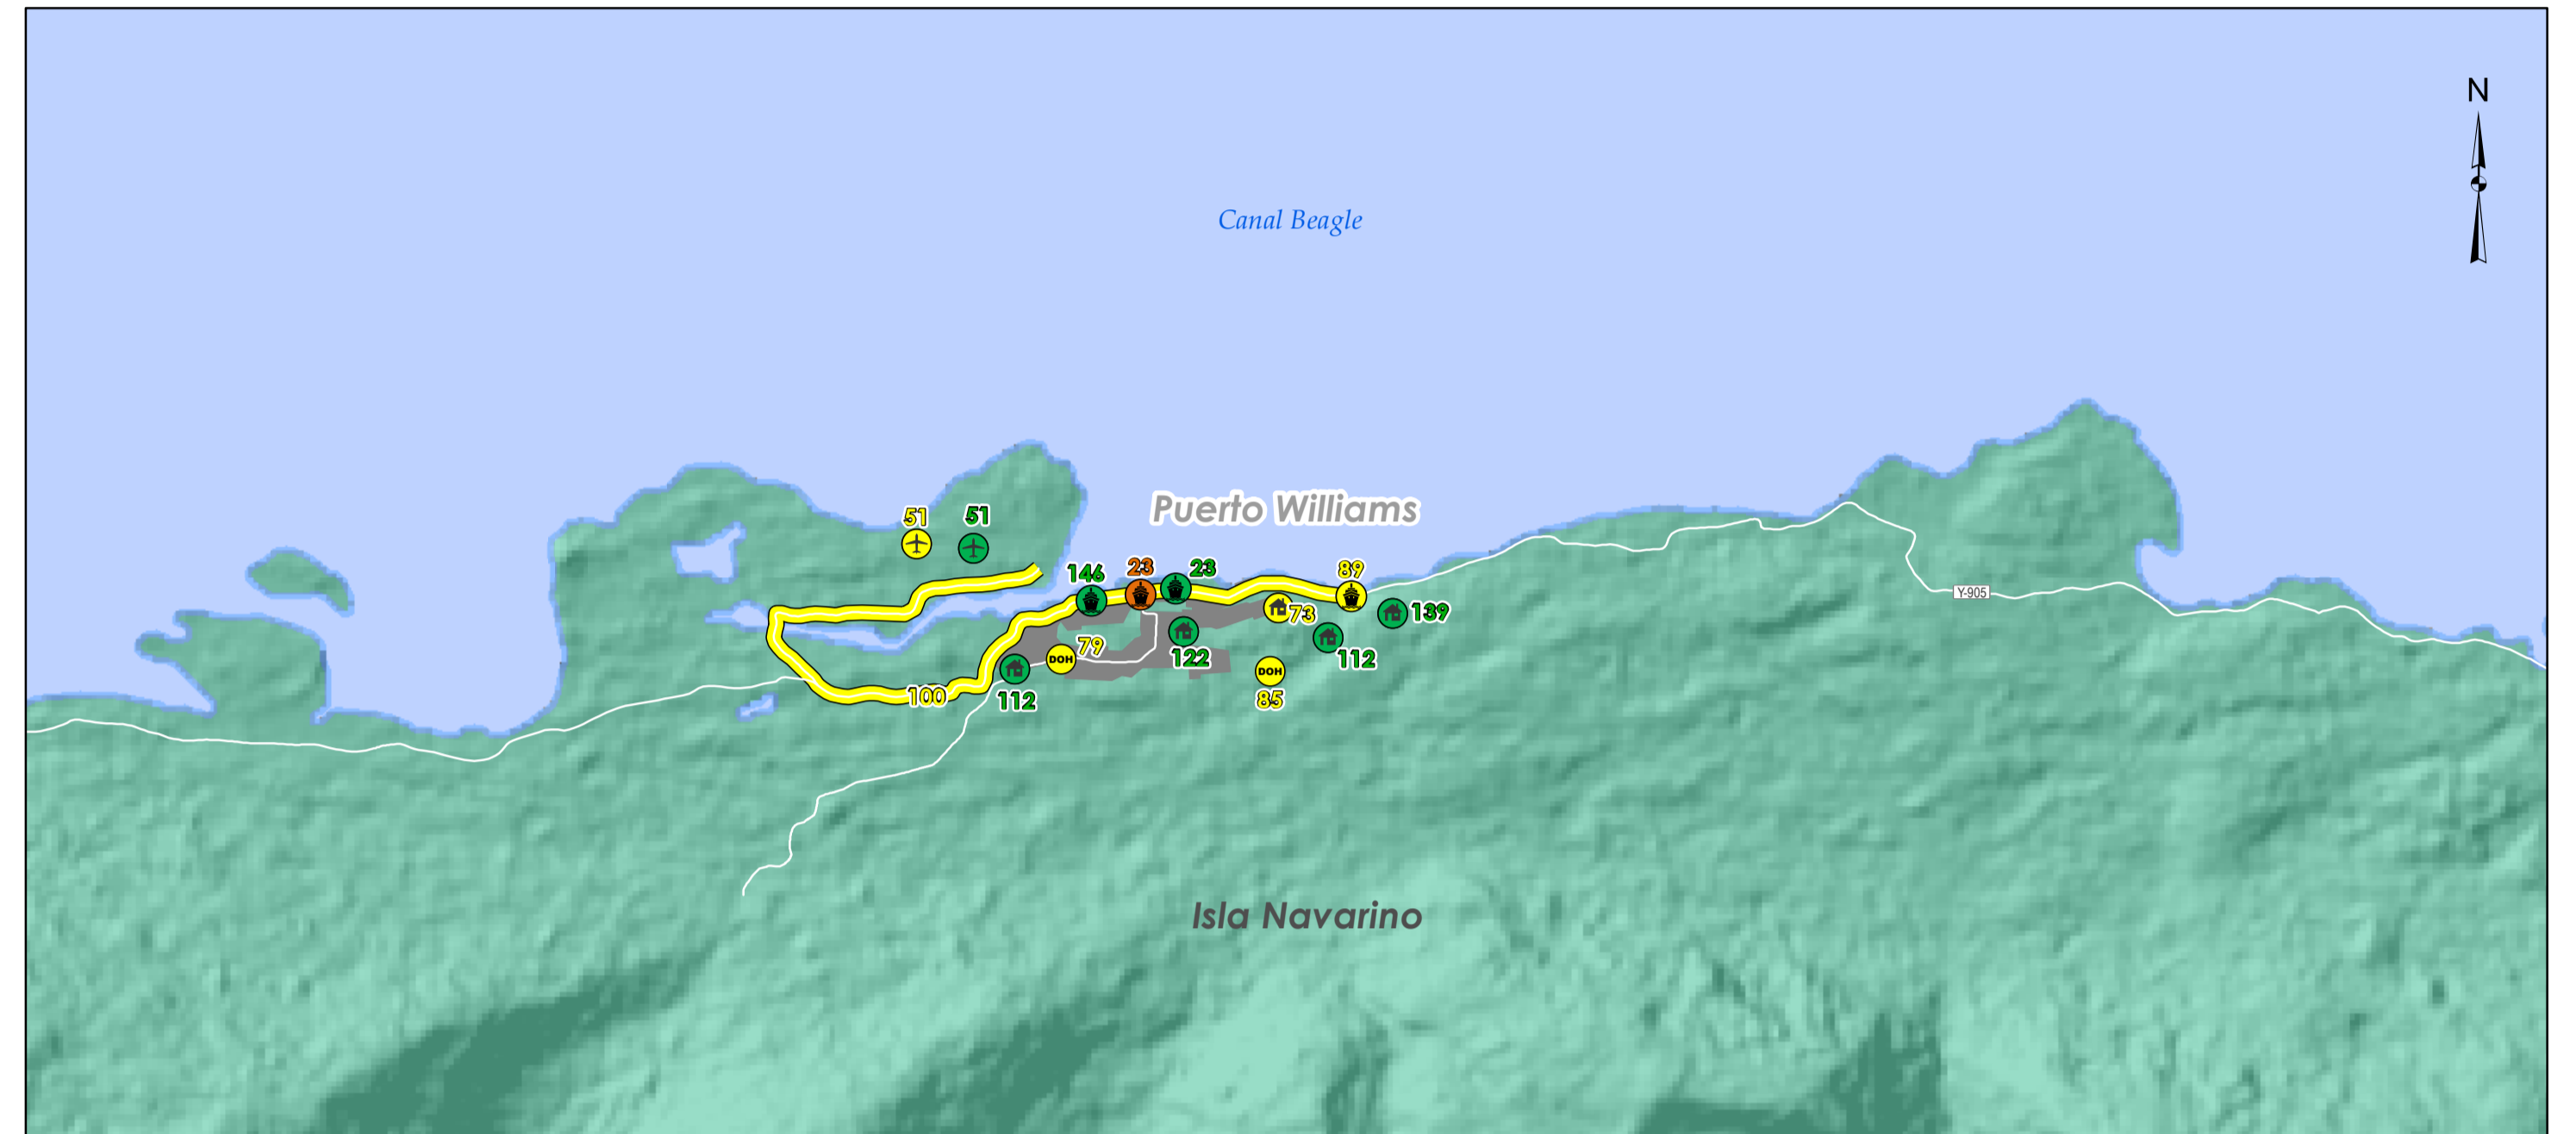 N
Canal Beagle
Puerto Williams
51
51
146
23
23
89
Y-905
73
139
79
122
112
100
112
DOH
DOH
85
Isla Navarino